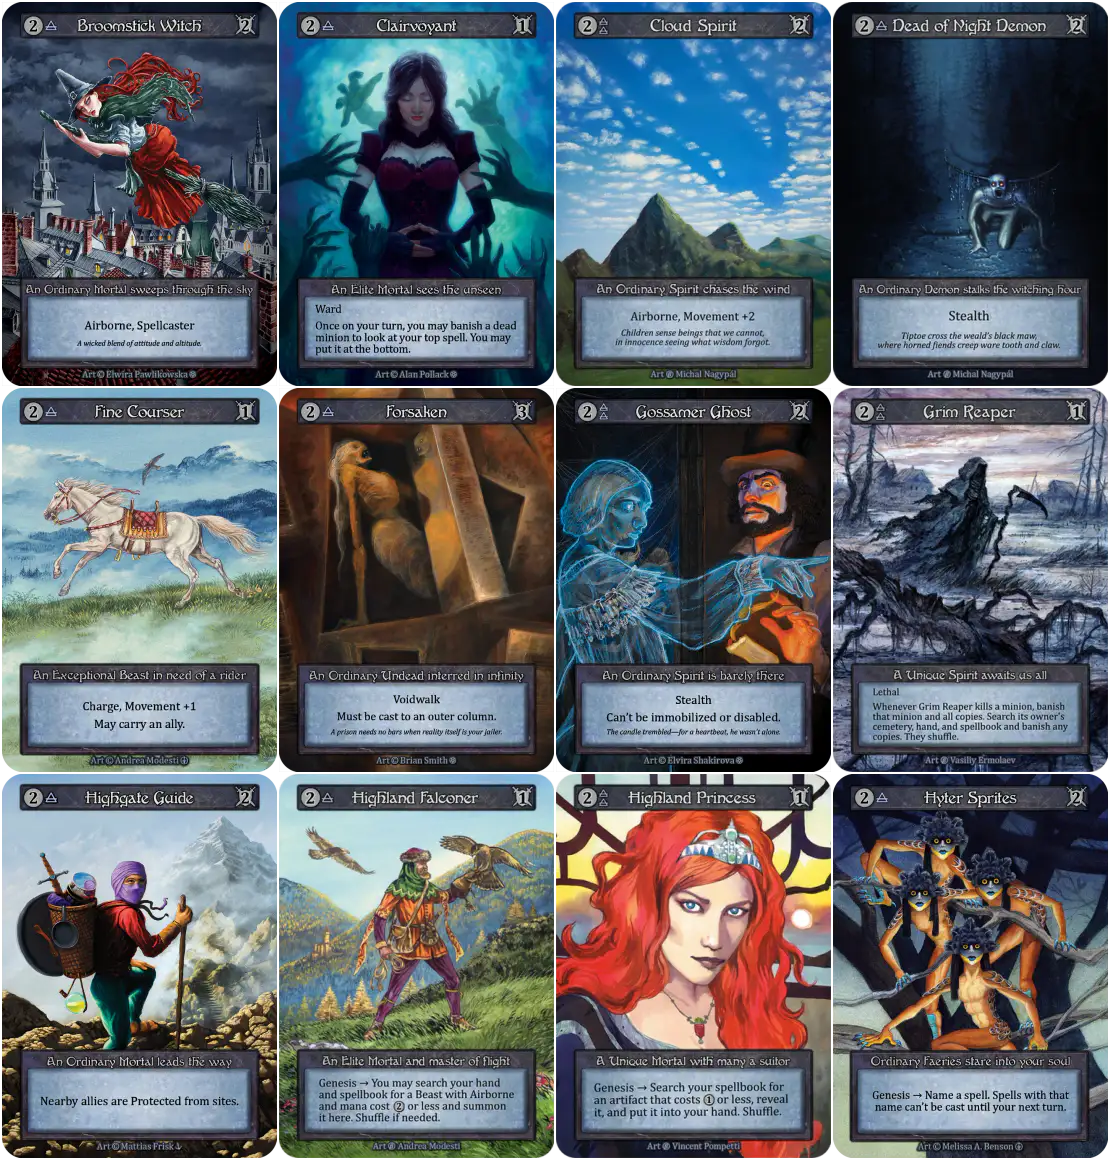 2 Broomstick Witch 2
An Ordinary Mortal sweeps through the sky
Airborne, Spellcaster
A wicked blend of attitude and altitude.
Art © Elwira Pawlikowska
2 Clairvoyant 1
An Elite Mortal sees the unseen
Ward
Once on your turn, you may banish a dead
minion to look at your top spell. You may
put it at the bottom.
Art © Alan Pollack
2 Cloud Spirit 2
An Ordinary Spirit chases the wind
Airborne, Movement +2
Children sense beings that we cannot,
in innocence seeing what wisdom forgot.
Art Michal Nagypál
2 Dead of Night Demon 2
An Ordinary Demon stalks the witching hour
Stealth
Tiptoe cross the weald's black maw,
where horned fiends creep ware tooth and claw.
Art Michal Nagypál
2 Fine Courser 1
An Exceptional Beast in need of a rider
Charge, Movement +1
May carry an ally.
Art © Andrea Modesti
2 Forsaken 3
An Ordinary Undead interred in infinity
Voidwalk
Must be cast to an outer column.
A prison needs no bars when reality itself is your jailer.
Art © Brian Smith
2 Gossamer Ghost 2
An Ordinary Spirit is barely there
Stealth
Can't be immobilized or disabled.
The candle trembled—for a heartbeat, he wasn't alone.
Art © Elvira Shakirova
2 Grim Reaper 1
A Unique Spirit awaits us all
Lethal
Whenever Grim Reaper kills a minion, banish
that minion and all copies. Search its owner's
cemetery, hand, and spellbook and banish any
copies. They shuffle.
Art Vasiliy Ermolaev
2 Highgate Guide 2
An Ordinary Mortal leads the way
Nearby allies are Protected from sites.
Art © Mattias Frisk
2 Highland Falconer 1
An Elite Mortal and master of flight
Genesis → You may search your hand
and spellbook for a Beast with Airborne
and mana cost 2 or less and summon
it here. Shuffle if needed.
Art Andrea Modesti
2 Highland Princess 1
A Unique Mortal with many a suitor
Genesis → Search your spellbook for
an artifact that costs 1 or less, reveal
it, and put it into your hand. Shuffle.
Art Vincent Pompetti
2 Hyter Sprites 2
Ordinary Faeries stare into your soul
Genesis → Name a spell. Spells with that
name can't be cast until your next turn.
Art © Melissa A. Benson